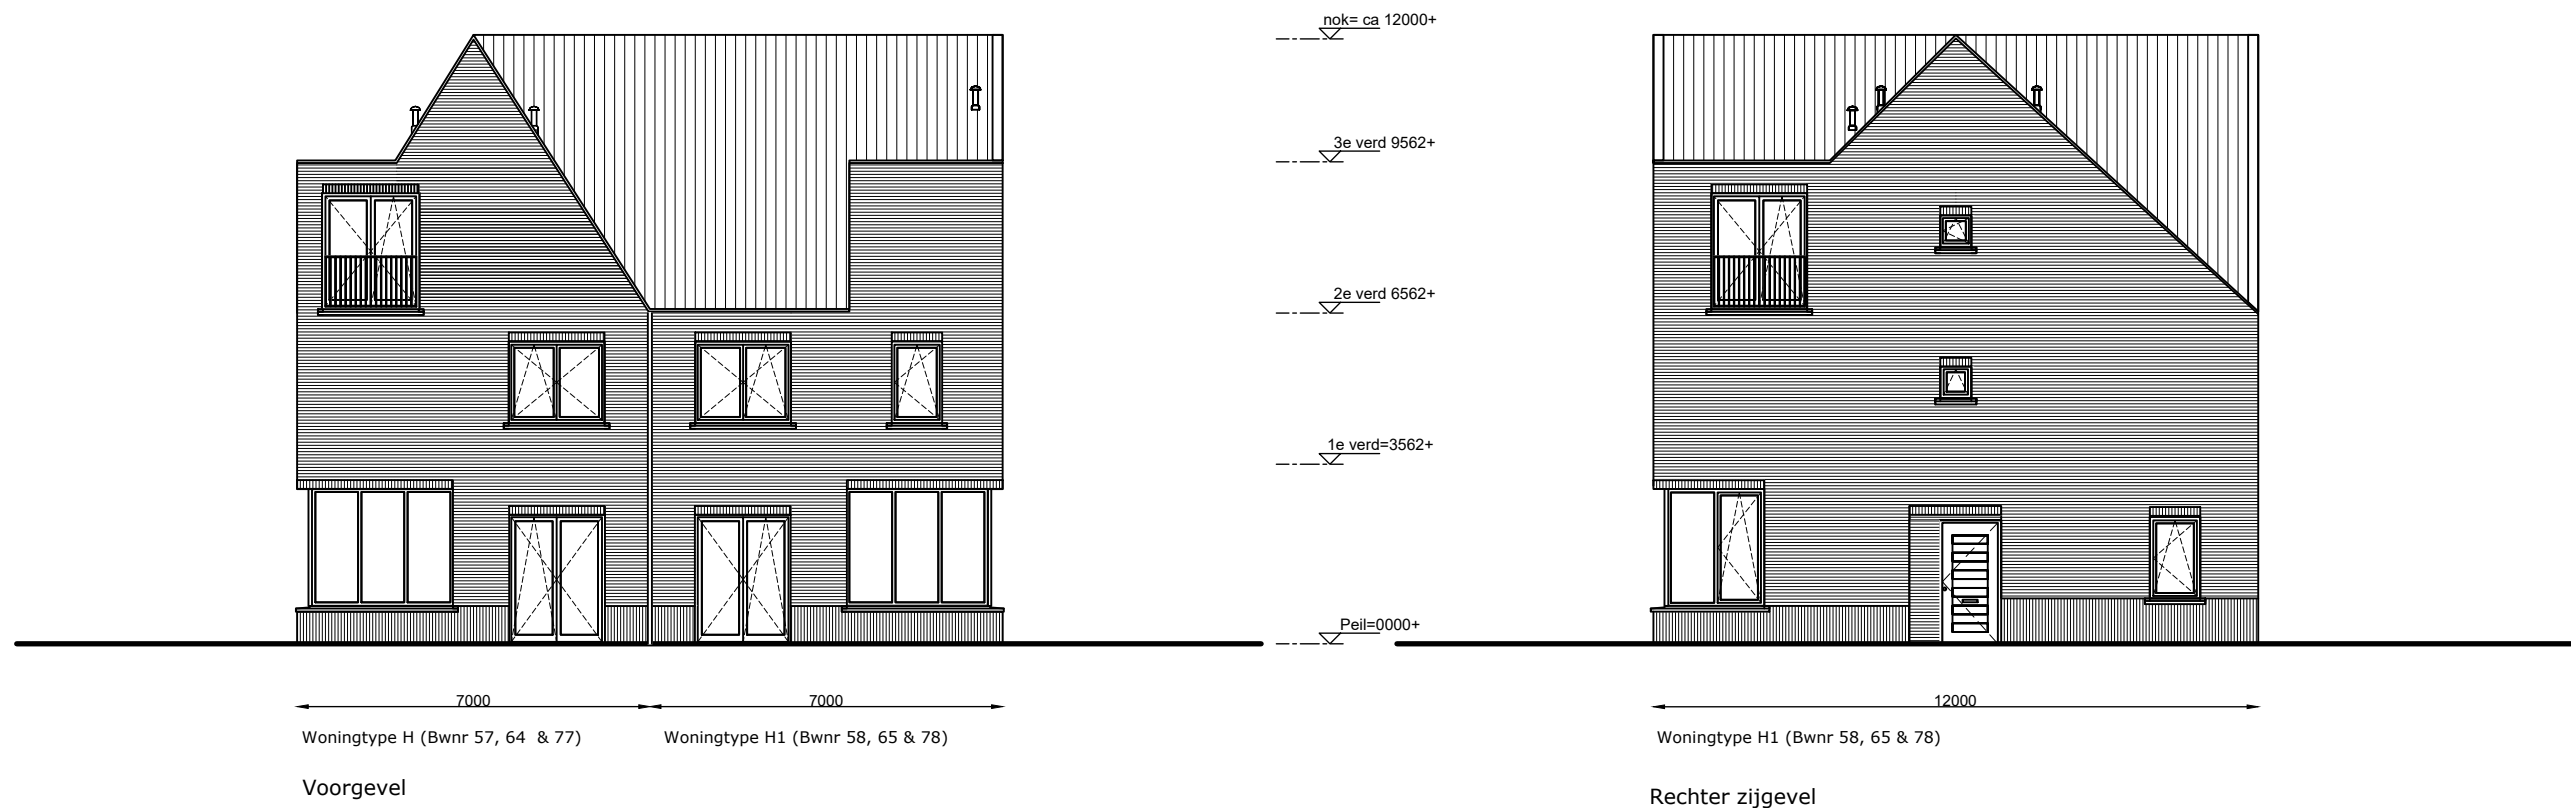 nok= ca 12000+
3e verd 9562+
2e verd 6562+
1e verd=3562+
Peil=0000+
7000 7000
Woningtype H (Bwnr 57, 64 & 77) Woningtype H1 (Bwnr 58, 65 & 78)
Voorgevel
12000
Woningtype H1 (Bwnr 58, 65 & 78)
Rechter zijgevel